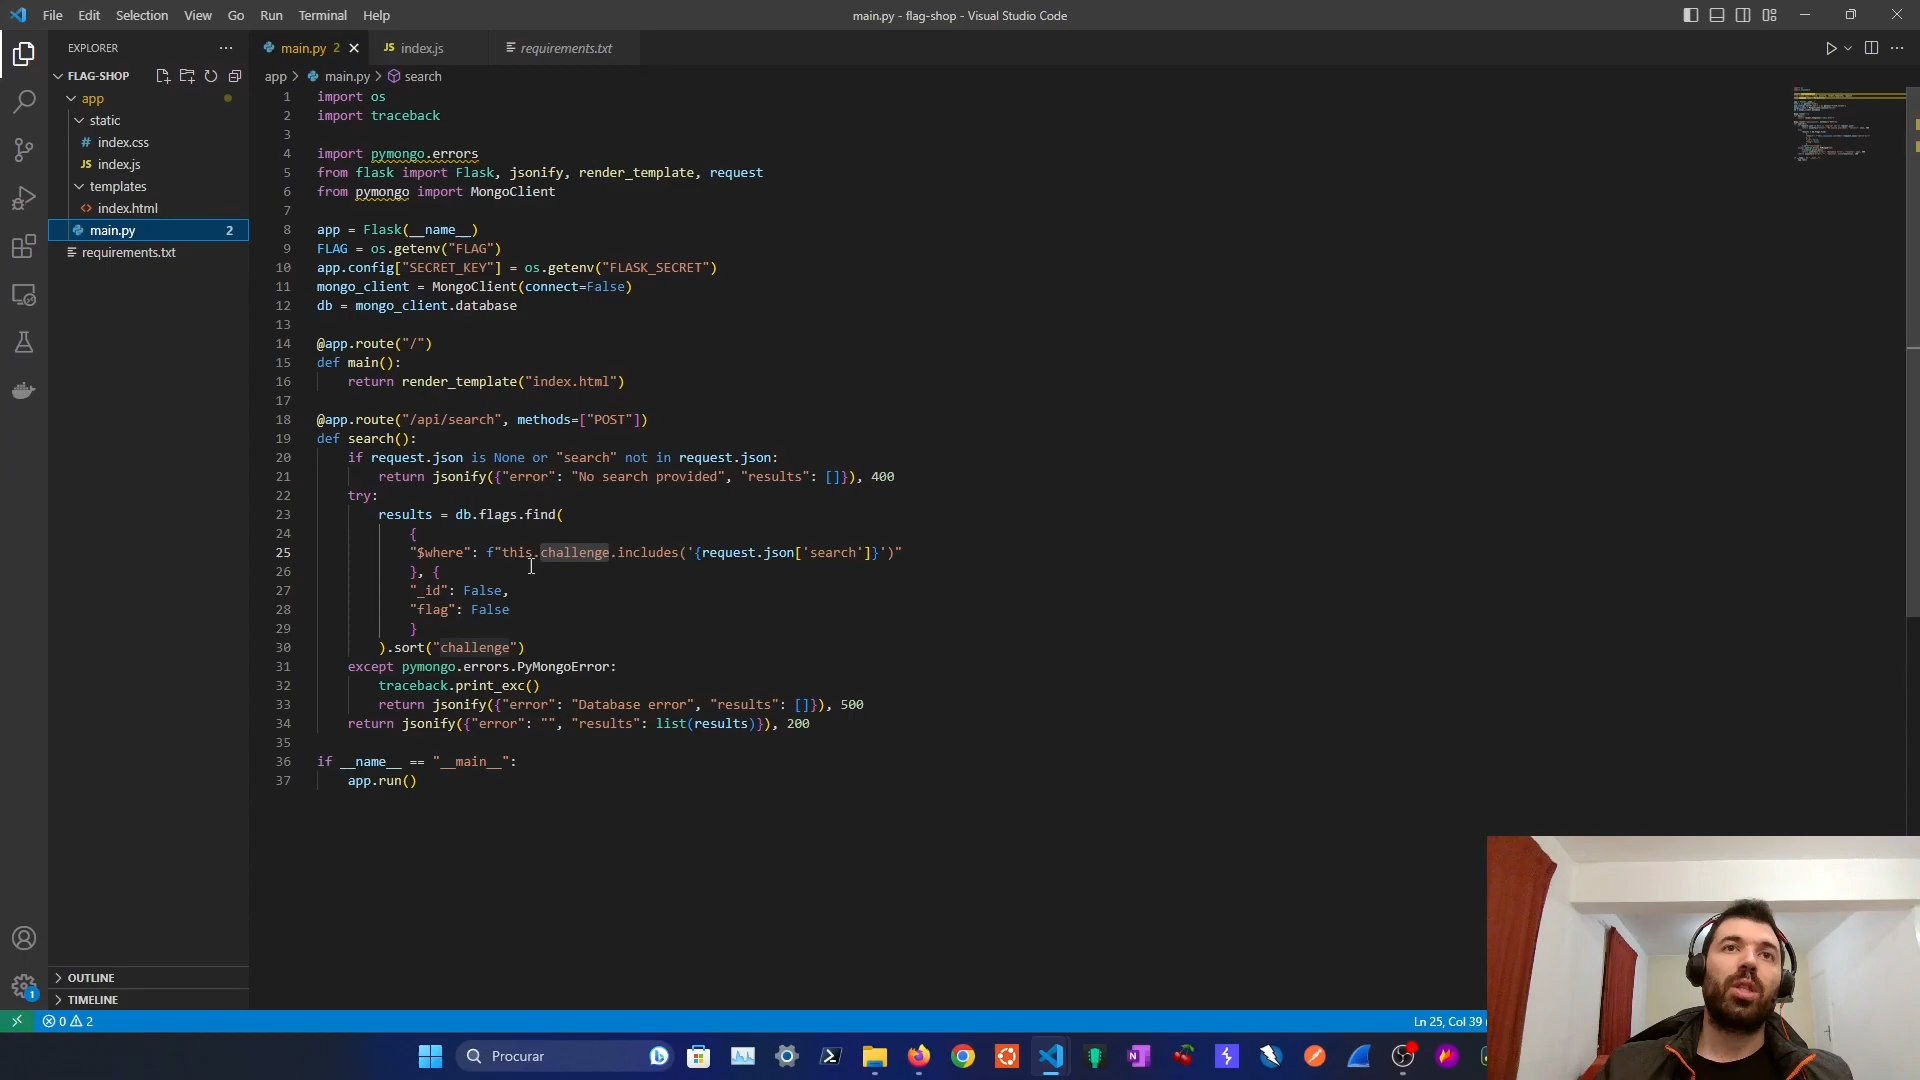 File Edit Selection View Go Run Terminal Help
main.py - flag-shop - Visual Studio Code
EXPLORER
FLAG-SHOP
app
static
# index.css
JS index.js
templates
<> index.html
main.py 2
requirements.txt
OUTLINE
TIMELINE
main.py 2
JS index.js
requirements.txt
app > main.py > search
1 import os
2 import traceback
3
4 import pymongo.errors
5 from flask import Flask, jsonify, render_template, request
6 from pymongo import MongoClient
7
8 app = Flask(__name__)
9 FLAG = os.getenv("FLAG")
10 app.config["SECRET_KEY"] = os.getenv("FLASK_SECRET")
11 mongo_client = MongoClient(connect=False)
12 db = mongo_client.database
13
14 @app.route("/")
15 def main():
16 return render_template("index.html")
17
18 @app.route("/api/search", methods=["POST"])
19 def search():
20 if request.json is None or "search" not in request.json:
21 return jsonify({"error": "No search provided", "results": []}), 400
22 try:
23 results = db.flags.find(
24 {
25 "$where": f"this.challenge.includes('{request.json['search']}')"
26 }, {
27 "_id": False,
28 "flag": False
29 }
30 ).sort("challenge")
31 except pymongo.errors.PyMongoError:
32 traceback.print_exc()
33 return jsonify({"error": "Database error", "results": []}), 500
34 return jsonify({"error": "", "results": list(results)}), 200
35
36 if __name__ == "__main__":
37 app.run()
1
0 2
Ln 25, Col 39
Procurar